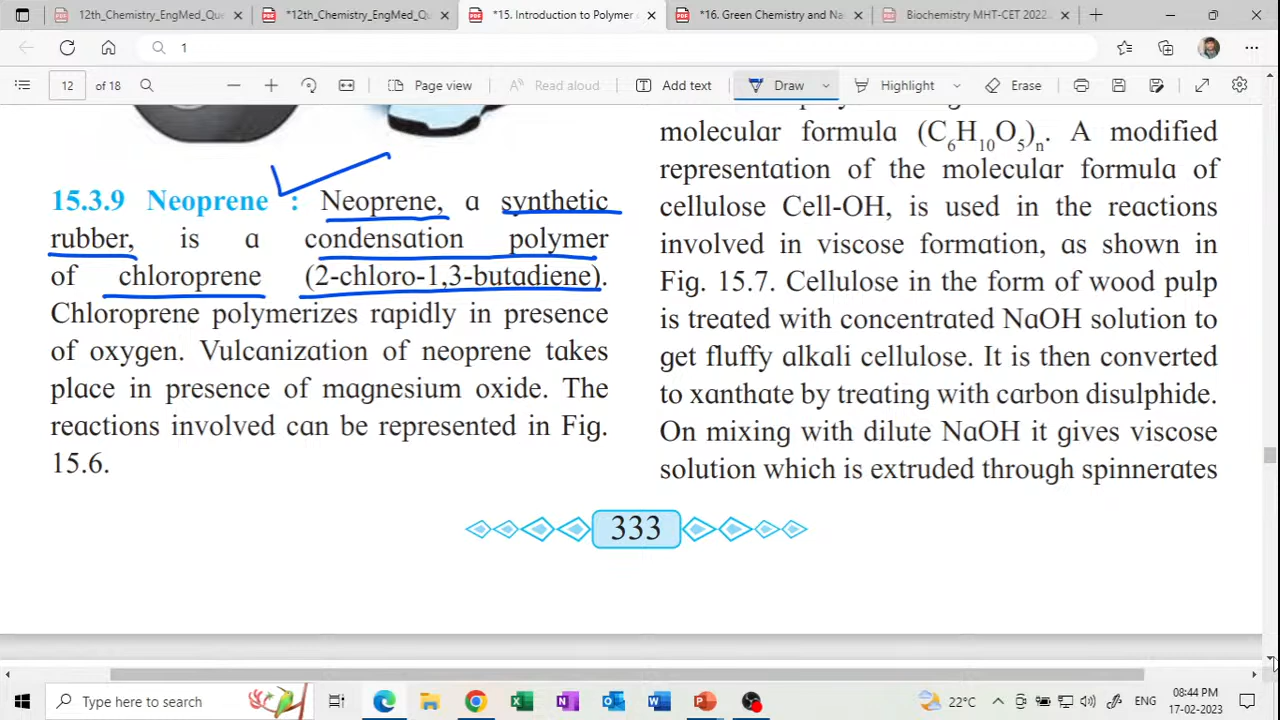 12th_Chemistry_EngMed_Que
*12th_Chemistry_EngMed_Qu
*15. Introduction to Polymer
*16. Green Chemistry and Na
Biochemistry MHT-CET 2022
1
12 of 18
Page view
Read aloud
Add text
Draw
Highlight
Erase
15.3.9 Neoprene : Neoprene, a synthetic
rubber, is a condensation polymer
of chloroprene (2-chloro-1,3-butadiene).
Chloroprene polymerizes rapidly in presence
of oxygen. Vulcanization of neoprene takes
place in presence of magnesium oxide. The
reactions involved can be represented in Fig.
15.6.
molecular formula (C6H10O5)n. A modified
representation of the molecular formula of
cellulose Cell-OH, is used in the reactions
involved in viscose formation, as shown in
Fig. 15.7. Cellulose in the form of wood pulp
is treated with concentrated NaOH solution to
get fluffy alkali cellulose. It is then converted
to xanthate by treating with carbon disulphide.
On mixing with dilute NaOH it gives viscose
solution which is extruded through spinnerates
333
Type here to search
22°C
ENG
08:44 PM
17-02-2023